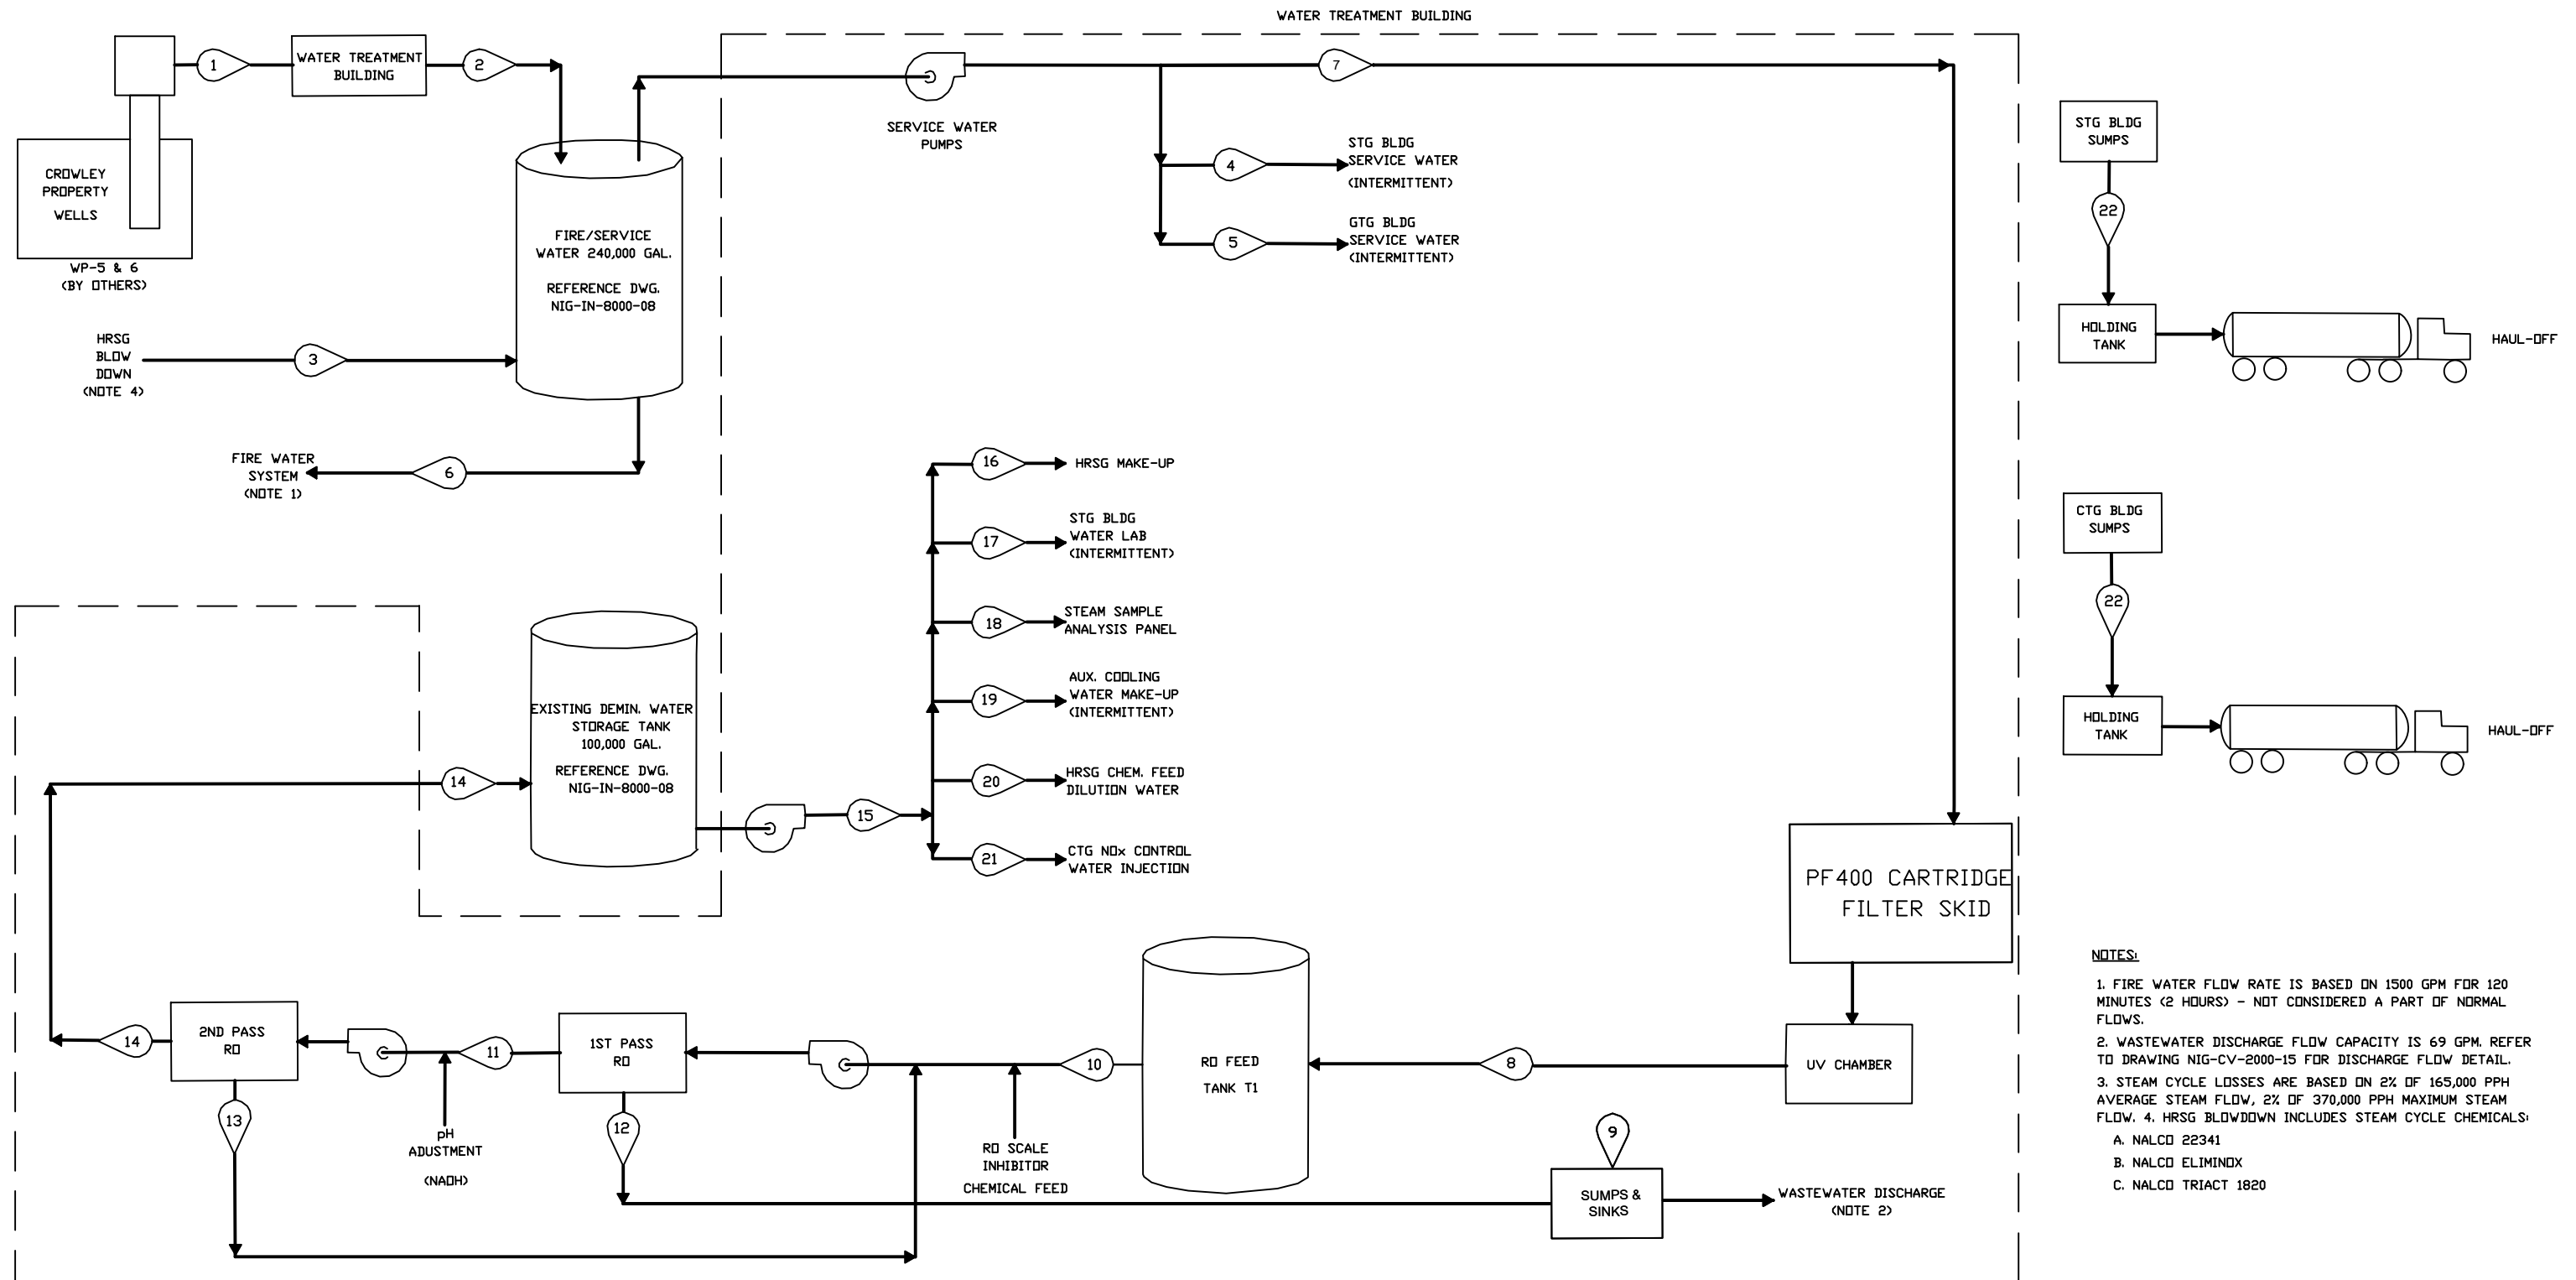 WATER TREATMENT BUILDING
1
WATER TREATMENT
BUILDING
2
7
SERVICE WATER
PUMPS
CROWLEY
PROPERTY
WELLS
WP-5 & 6
(BY OTHERS)
FIRE/SERVICE
WATER 240,000 GAL.
REFERENCE DWG.
NIG-IN-8000-08
4
STG BLDG
SERVICE WATER
(INTERMITTENT)
5
GTG BLDG
SERVICE WATER
(INTERMITTENT)
STG BLDG
SUMPS
22
HOLDING
TANK
HAUL-OFF
HRSG
BLOW
DOWN
(NOTE 4)
3
FIRE WATER
SYSTEM
(NOTE 1)
6
16
HRSG MAKE-UP
17
STG BLDG
WATER LAB
(INTERMITTENT)
18
STEAM SAMPLE
ANALYSIS PANEL
19
AUX. COOLING
WATER MAKE-UP
(INTERMITTENT)
20
HRSG CHEM. FEED
DILUTION WATER
21
CTG NOx CONTROL
WATER INJECTION
CTG BLDG
SUMPS
22
HOLDING
TANK
HAUL-OFF
EXISTING DEMIN. WATER
STORAGE TANK
100,000 GAL.
REFERENCE DWG.
NIG-IN-8000-08
14
15
PF400 CARTRIDGE
FILTER SKID
14
2ND PASS
RO
11
1ST PASS
RO
10
RO FEED
TANK T1
8
UV CHAMBER
13
pH
ADUSTMENT
(NAOH)
12
RO SCALE
INHIBITOR
CHEMICAL FEED
9
SUMPS &
SINKS
WASTEWATER DISCHARGE
(NOTE 2)
NOTES:
1. FIRE WATER FLOW RATE IS BASED ON 1500 GPM FOR 120
MINUTES (2 HOURS) - NOT CONSIDERED A PART OF NORMAL
FLOWS.
2. WASTEWATER DISCHARGE FLOW CAPACITY IS 69 GPM. REFER
TO DRAWING NIG-CV-2000-15 FOR DISCHARGE FLOW DETAIL.
3. STEAM CYCLE LOSSES ARE BASED ON 2% OF 165,000 PPH
AVERAGE STEAM FLOW, 2% OF 370,000 PPH MAXIMUM STEAM
FLOW. 4. HRSG BLOWDOWN INCLUDES STEAM CYCLE CHEMICALS:
A. NALCO 22341
B. NALCO ELIMINOX
C. NALCO TRIACT 1820